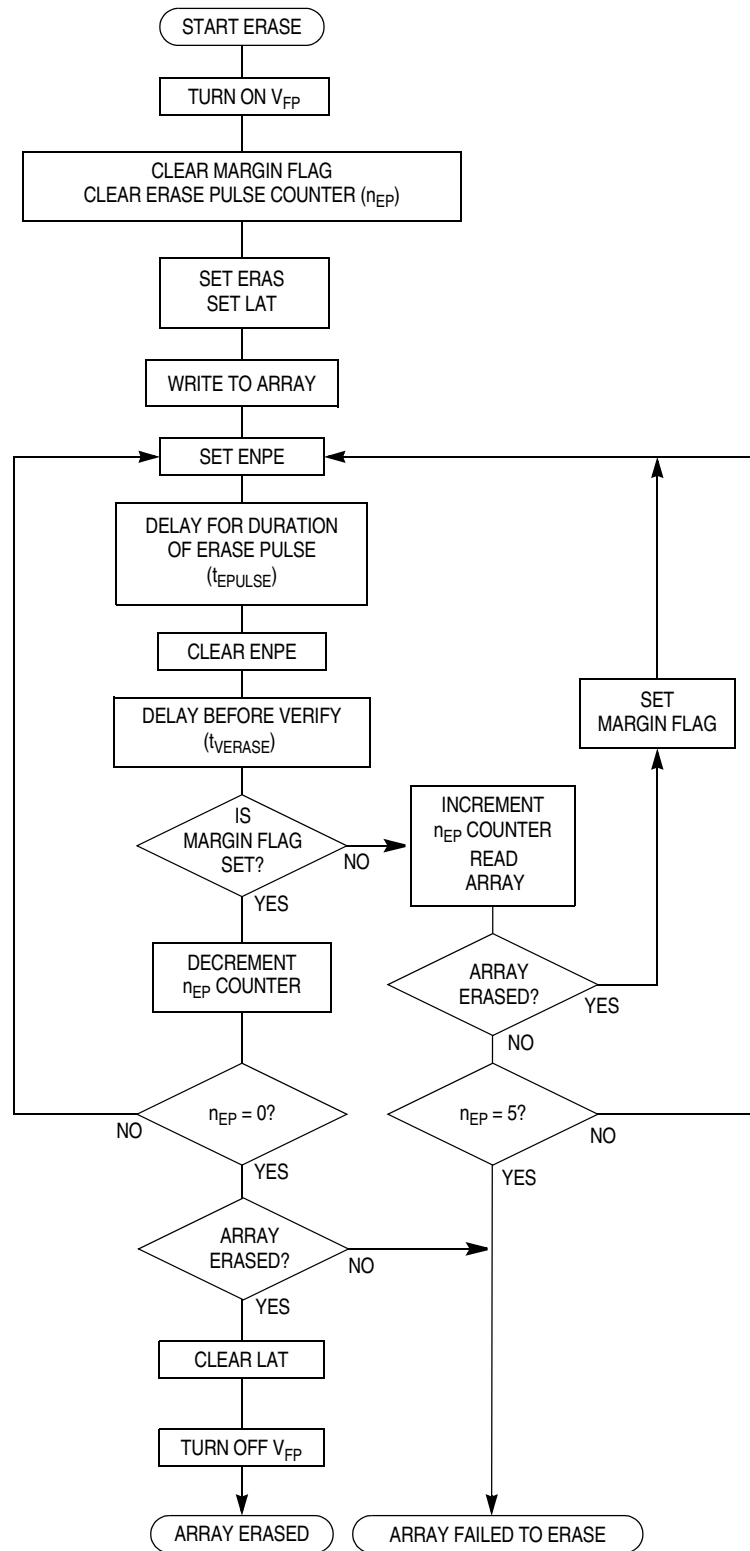 START ERASE
TURN ON VFP
CLEAR MARGIN FLAG
CLEAR ERASE PULSE COUNTER (nEP)
SET ERAS
SET LAT
WRITE TO ARRAY
SET ENPE
DELAY FOR DURATION
OF ERASE PULSE
(tEPULSE)
CLEAR ENPE
DELAY BEFORE VERIFY
(tVERASE)
SET
MARGIN FLAG
IS
MARGIN FLAG
SET?
NO
YES
INCREMENT
nEP COUNTER
READ
ARRAY
DECREMENT
nEP COUNTER
ARRAY
ERASED?
YES
NO
nEP = 0?
NO
YES
nEP = 5?
NO
YES
ARRAY
ERASED?
NO
YES
CLEAR LAT
TURN OFF VFP
ARRAY ERASED
ARRAY FAILED TO ERASE